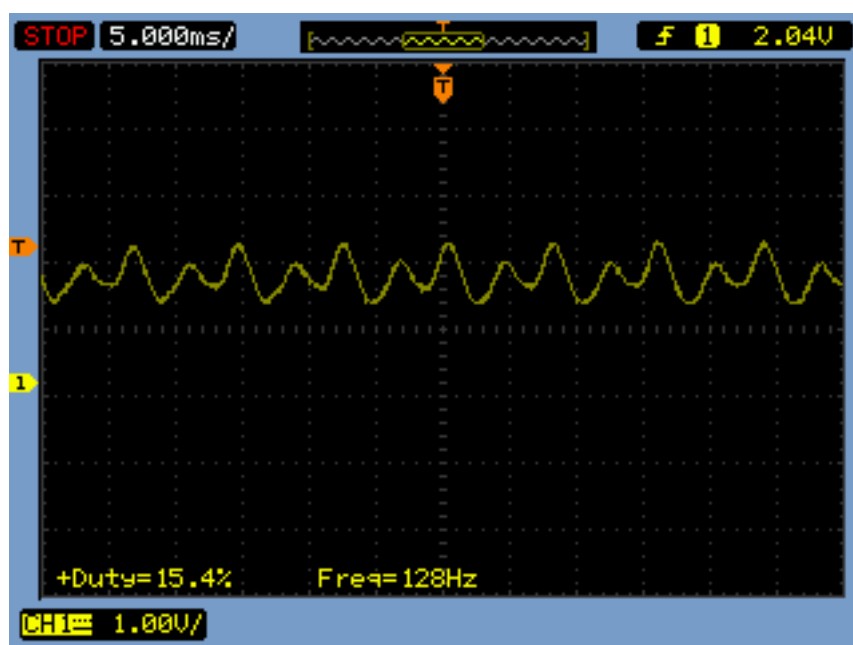 STOP 5.000ms/ T 1 2.04V
T
T
1
+Duty=15.4% Freq=128Hz
CH1 1.00V/